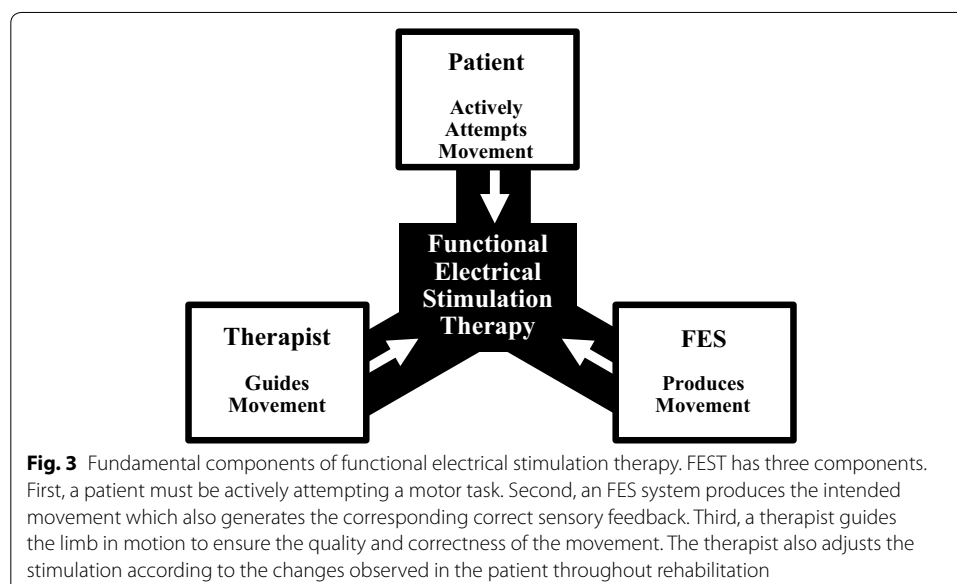 Patient
Actively
Attempts
Movement
Functional
Electrical
Stimulation
Therapy
Therapist
Guides
Movement
FES
Produces
Movement
Fig. 3 Fundamental components of functional electrical stimulation therapy. FEST has three components.
First, a patient must be actively attempting a motor task. Second, an FES system produces the intended
movement which also generates the corresponding correct sensory feedback. Third, a therapist guides
the limb in motion to ensure the quality and correctness of the movement. The therapist also adjusts the
stimulation according to the changes observed in the patient throughout rehabilitation